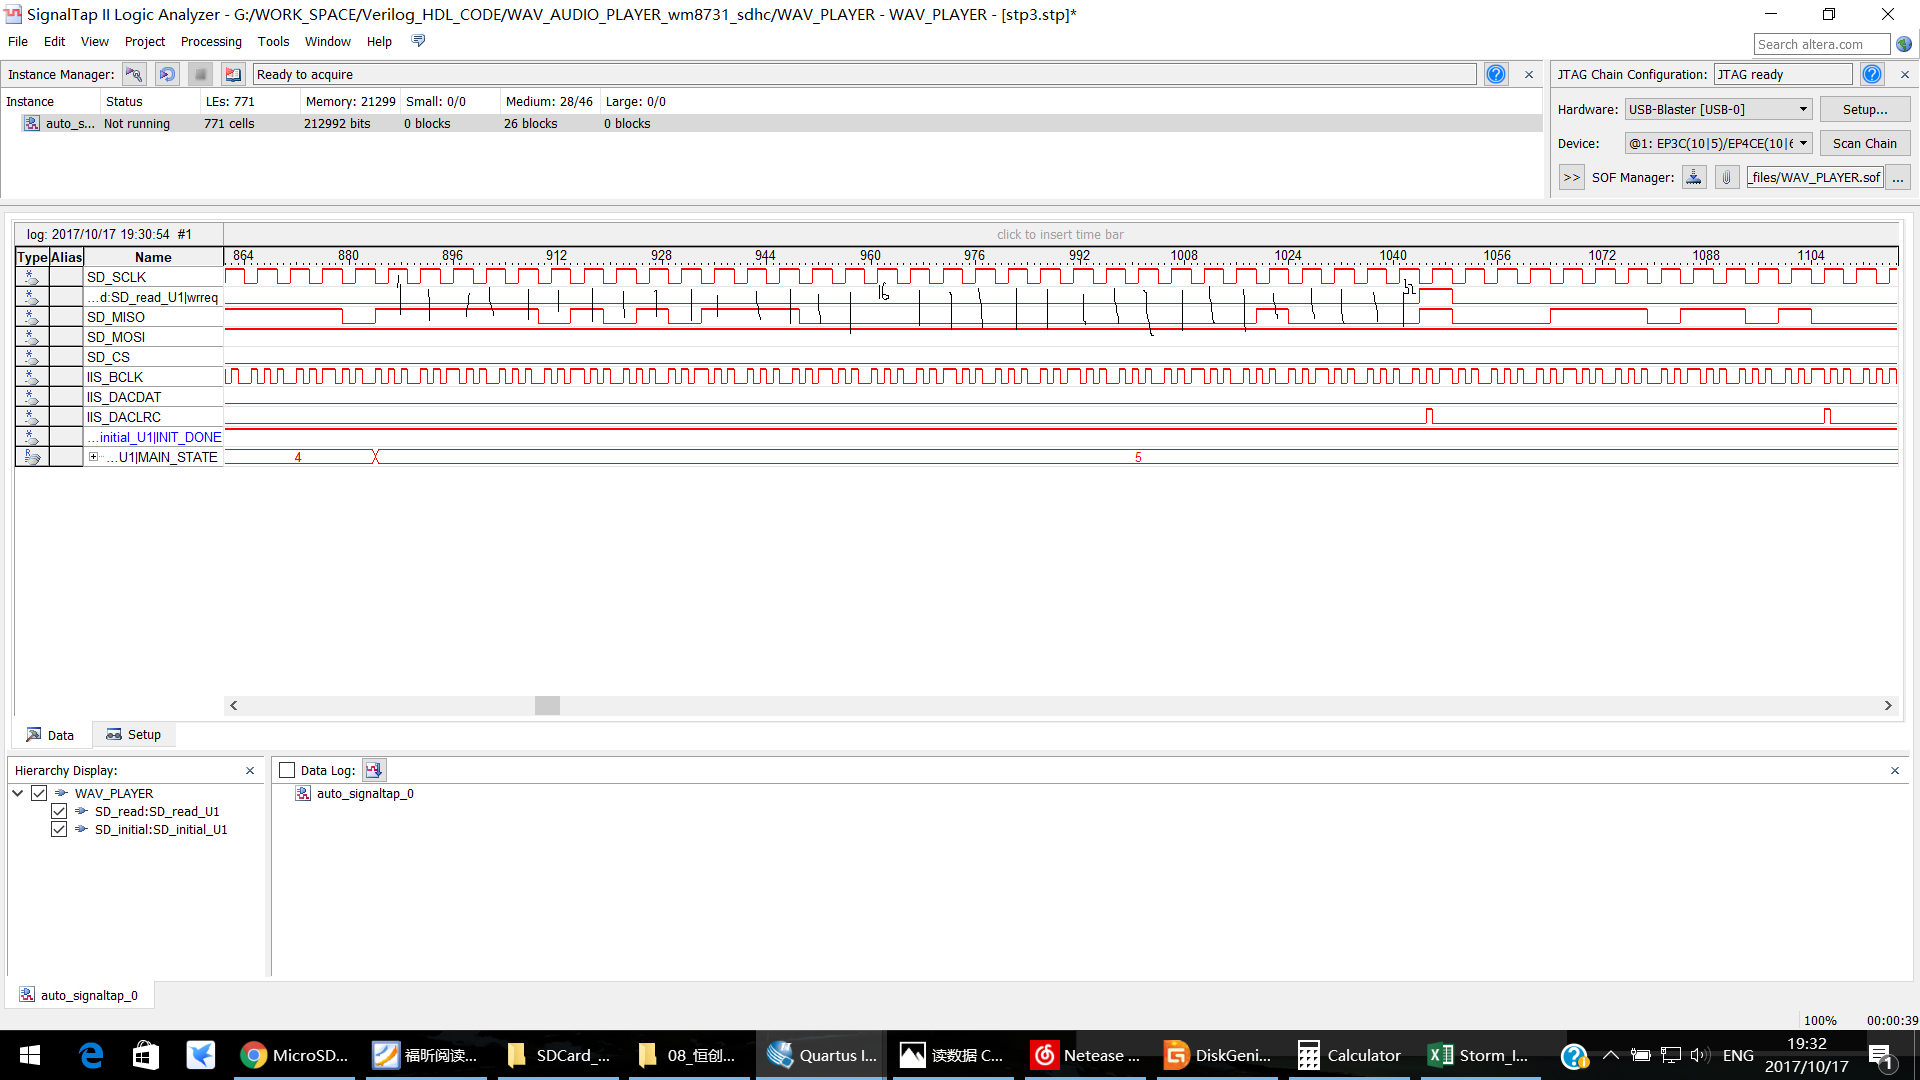 SignalTap II Logic Analyzer - G:/WORK_SPACE/Verilog_HDL_CODE/WAV_AUDIO_PLAYER_wm8731_sdhc/WAV_PLAYER - WAV_PLAYER - [stp3.stp]*
File Edit View Project Processing Tools Window Help
Search altera.com
Instance Manager: Ready to acquire
Instance Status LEs: 771 Memory: 21299 Small: 0/0 Medium: 28/46 Large: 0/0
auto_s... Not running 771 cells 212992 bits 0 blocks 26 blocks 0 blocks
JTAG Chain Configuration: JTAG ready
Hardware: USB-Blaster [USB-0] Setup...
Device: @1: EP3C(10|5)/EP4CE(10|6 Scan Chain
>> SOF Manager: _files/WAV_PLAYER.sof ...
log: 2017/10/17 19:30:54 #1 click to insert time bar
Type Alias Name 864 880 896 912 928 944 960 976 992 1008 1024 1040 1056 1072 1088 1104
SD_SCLK
...d:SD_read_U1|wrreq
16
SD_MISO
SD_MOSI
SD_CS
IIS_BCLK
IIS_DACDAT
IIS_DACLRC
...initial_U1|INIT_DONE
...U1|MAIN_STATE 4 5
Data Setup
Hierarchy Display:
WAV_PLAYER
SD_read:SD_read_U1
SD_initial:SD_initial_U1
Data Log:
auto_signaltap_0
auto_signaltap_0
100% 00:00:39
MicroSD... 福昕阅读... SDCard_... 08_恒创... Quartus I... 读数据 C... Netease ... DiskGeni... Calculator Storm_I... ENG
19:32
2017/10/17
1